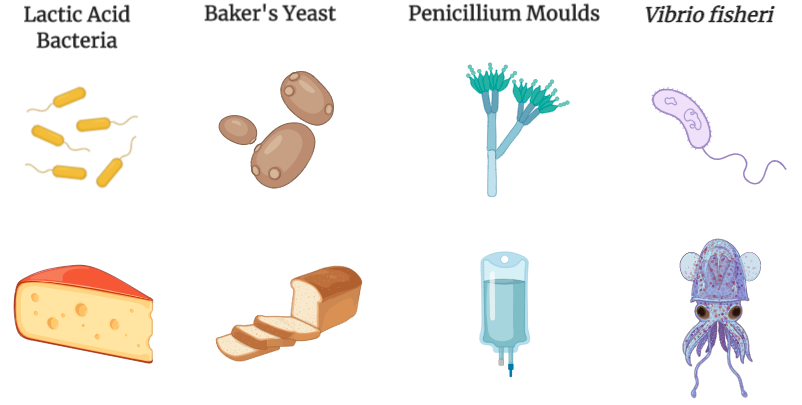 Lactic Acid
Bacteria
Baker's Yeast
Penicillium Moulds
Vibrio fisheri